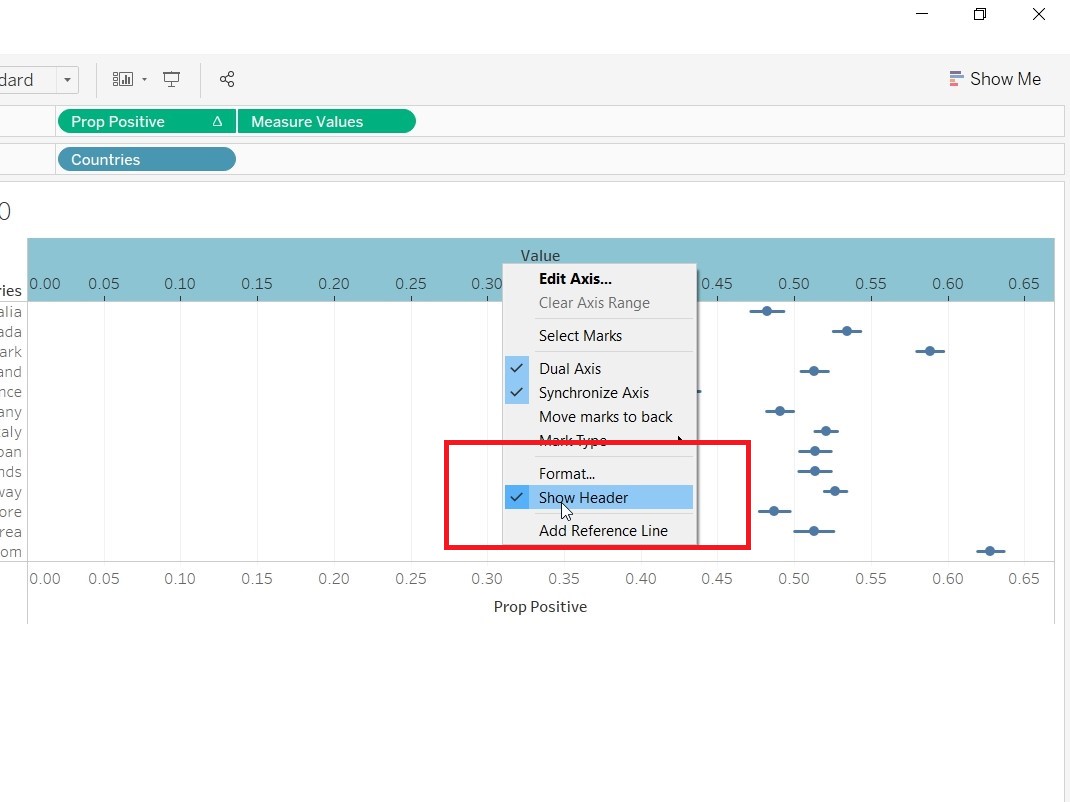 dard
Show Me
Prop Positive Δ Measure Values
Countries
0
Value
0.00 0.05 0.10 0.15 0.20 0.25 0.30 0.45 0.50 0.55 0.60 0.65
ries
alia
ada
ark
and
nce
any
taly
pan
nds
way
ore
rea
om
Edit Axis...
Clear Axis Range
Select Marks
Dual Axis
Synchronize Axis
Move marks to back
Mark Type
Format...
Show Header
Add Reference Line
0.00 0.05 0.10 0.15 0.20 0.25 0.30 0.35 0.40 0.45 0.50 0.55 0.60 0.65
Prop Positive